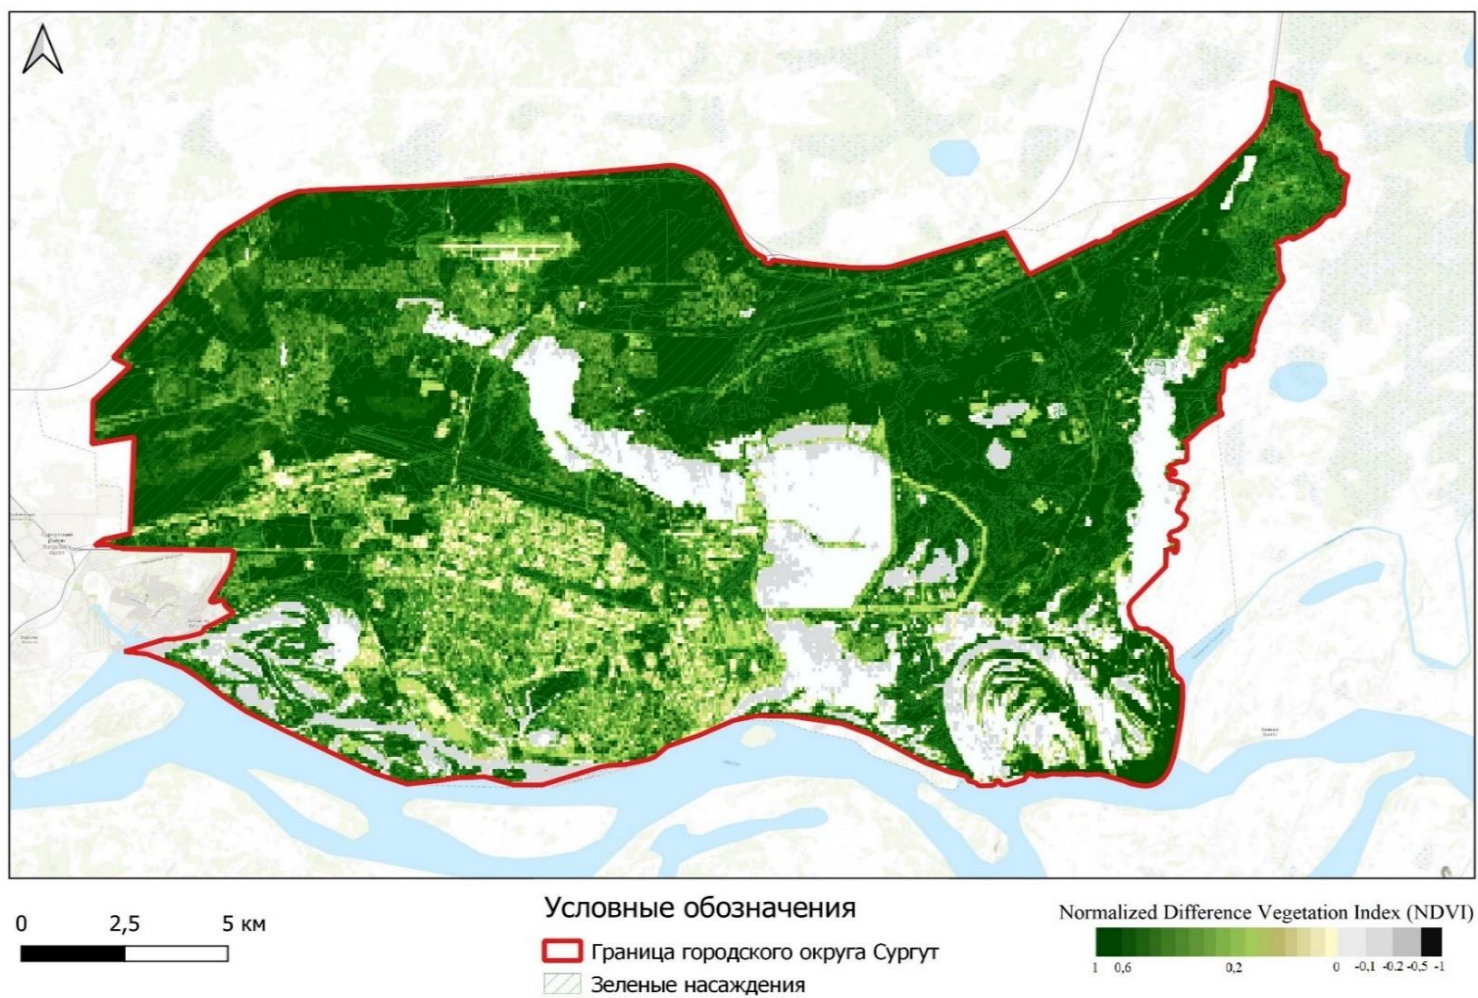 0 2,5 5 км
Условные обозначения
Граница городского округа Сургут
Зеленые насаждения
Normalized Difference Vegetation Index (NDVI)
1 0,6 0,2 0 -0,1 -0.2 -0.5 -1